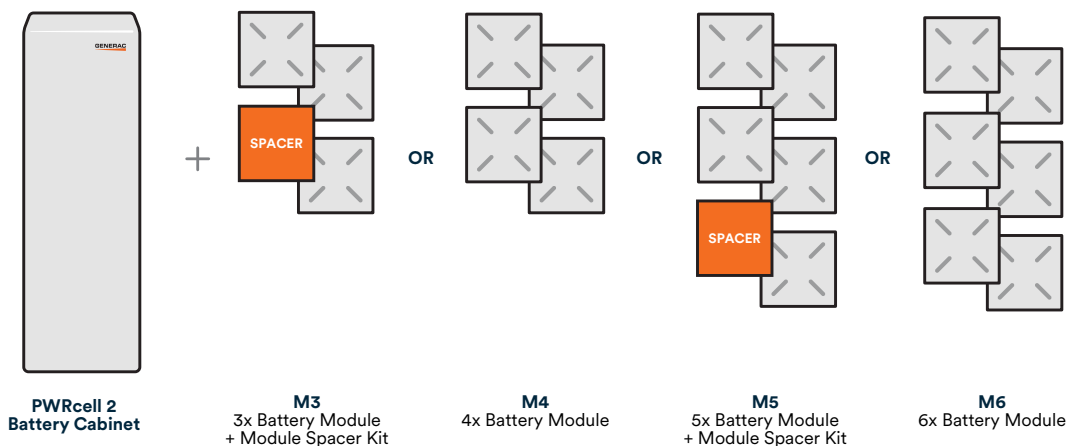 GENERAC
SPACER
OR
OR
SPACER
OR
PWRcell 2
Battery Cabinet
M3
3x Battery Module
+ Module Spacer Kit
M4
4x Battery Module
M5
5x Battery Module
+ Module Spacer Kit
M6
6x Battery Module